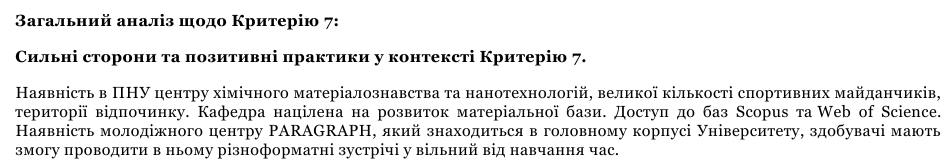 Загальний аналіз щодо Критерію 7:
Сильні сторони та позитивні практики у контексті Критерію 7.
Наявність в ПНУ центру хімічного матеріалознавства та нанотехнологій, великої кількості спортивних майданчиків,
території відпочинку. Кафедра націлена на розвиток матеріальної бази. Доступ до баз Scopus та Web of Science.
Наявність молодіжного центру PARAGRAPH, який знаходиться в головному корпусі Університету, здобувачі мають
змогу проводити в ньому різноформатні зустрічі у вільний від навчання час.